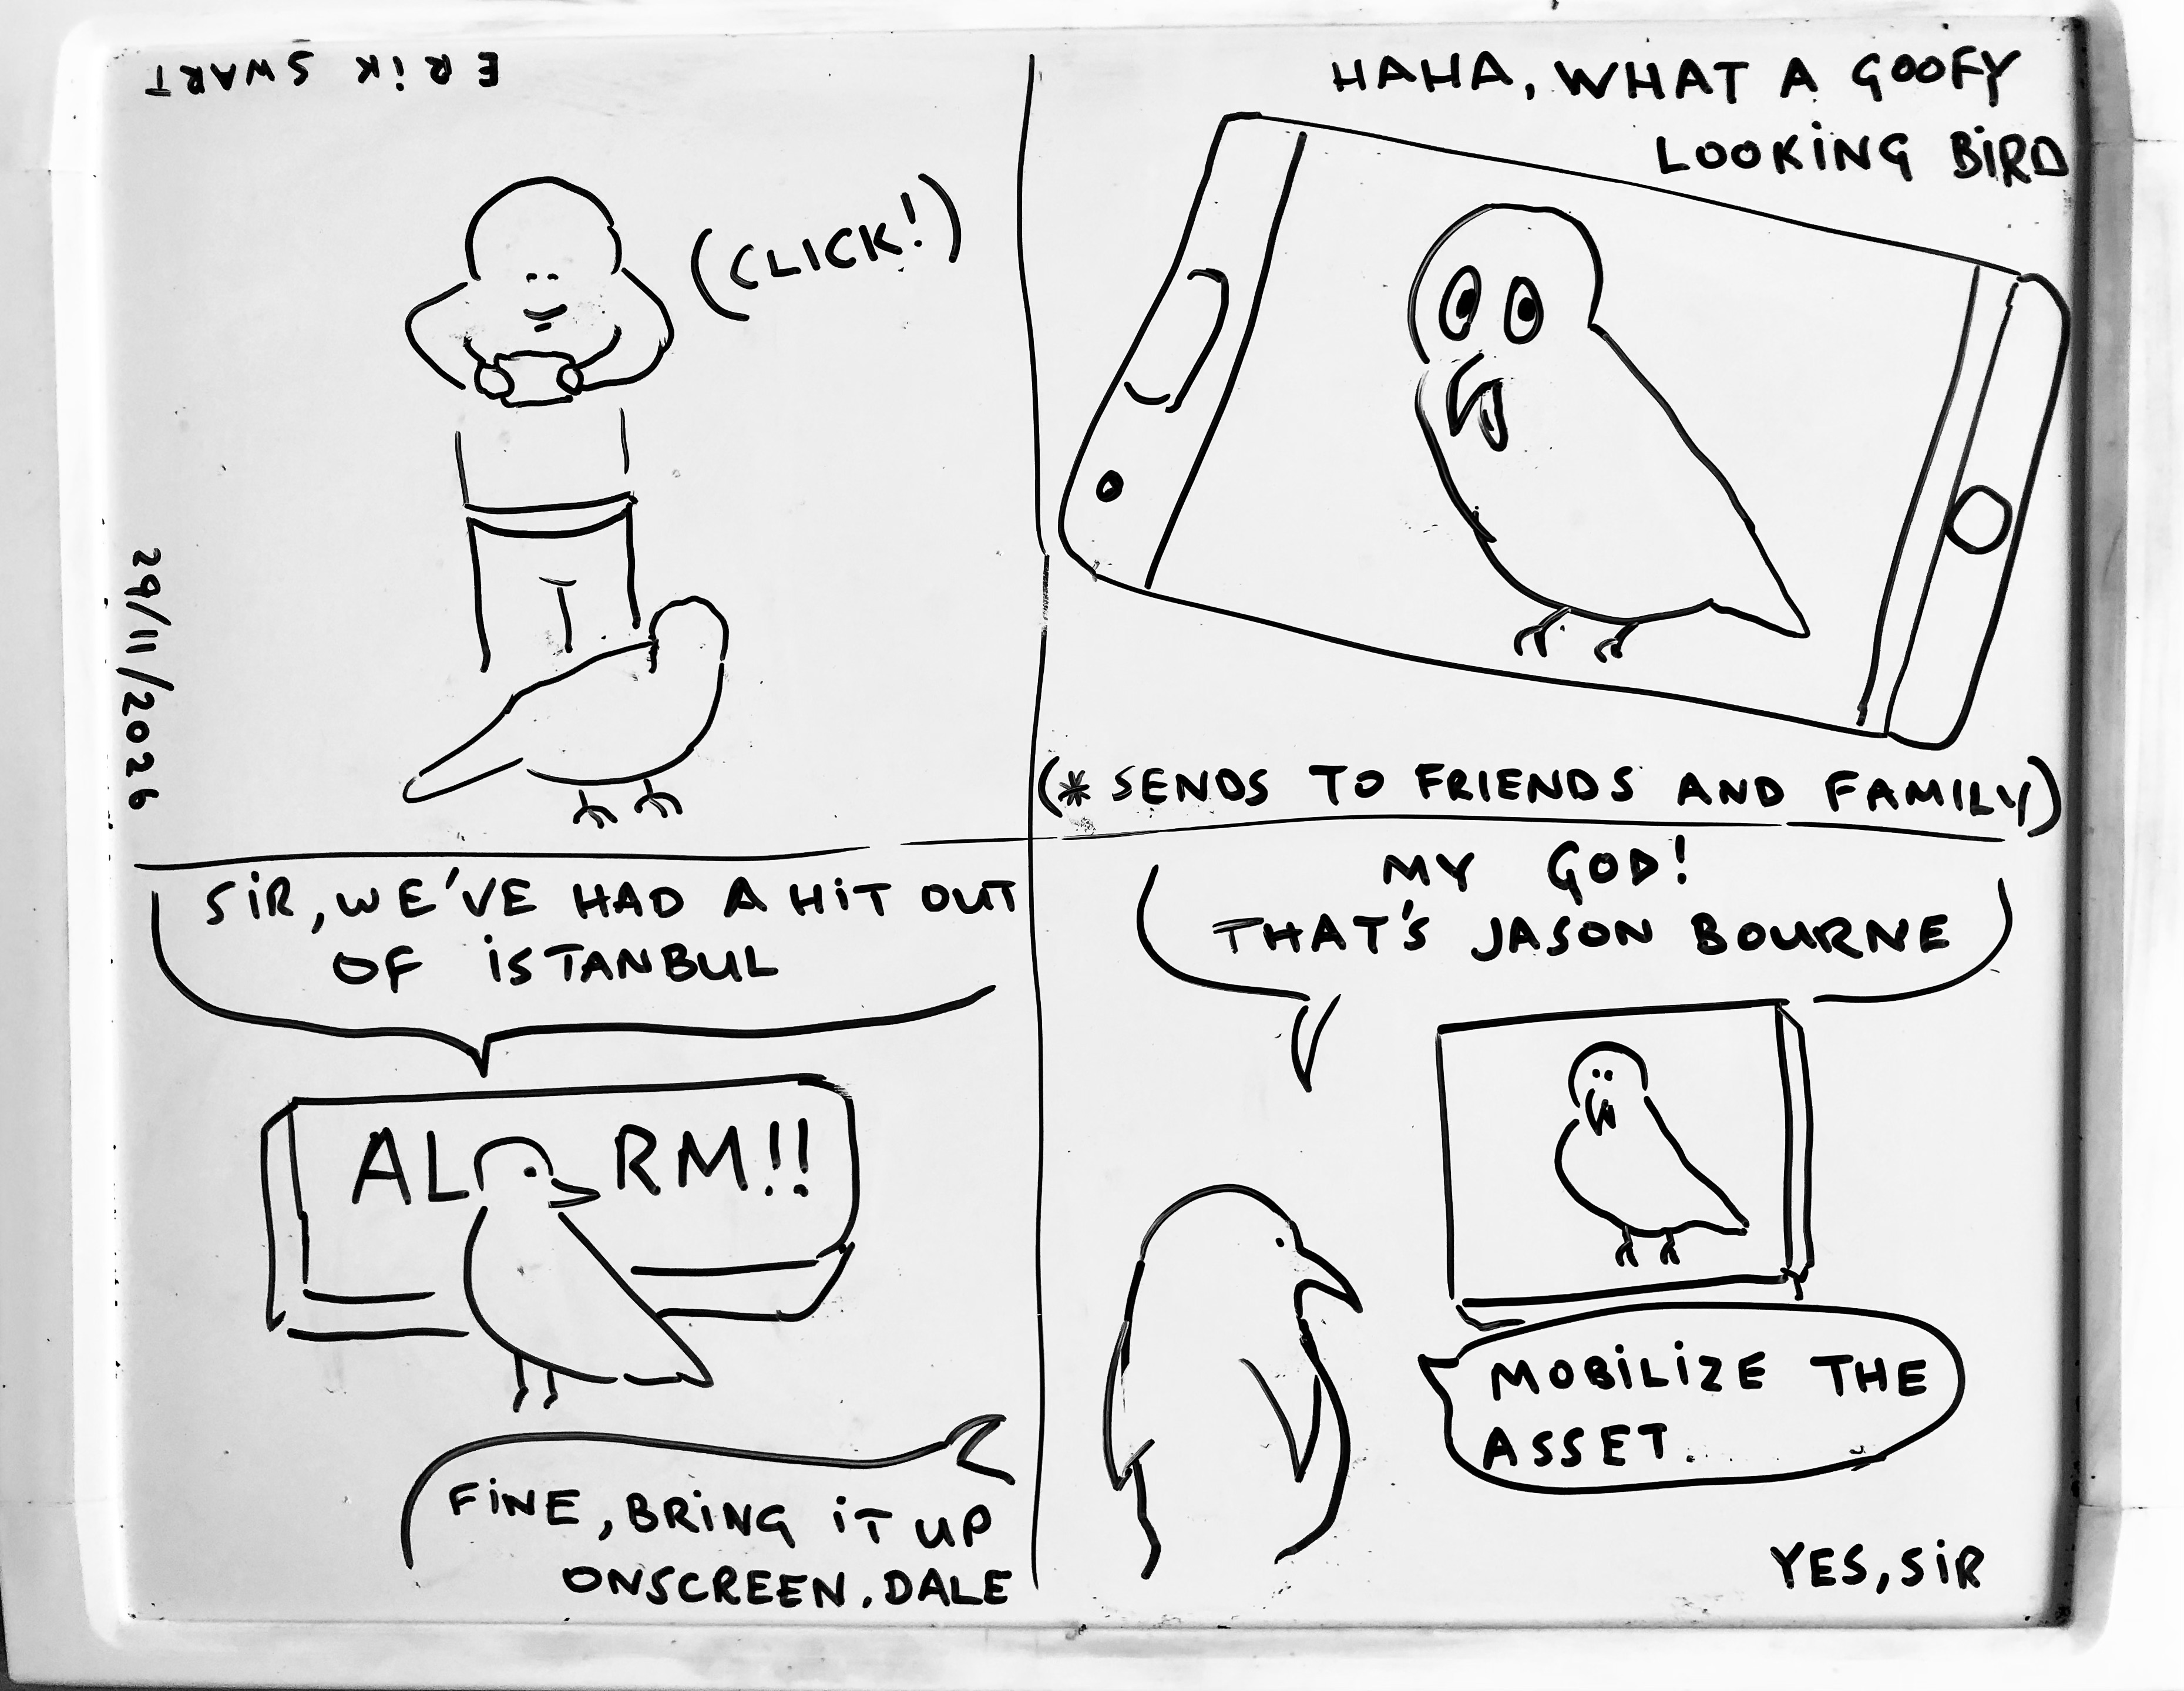 ERIK SWART
(CLICK!)
29/11/2026
HAHA, WHAT A GOOFY
LOOKING BIRD
(* SENDS TO FRIENDS AND FAMILY)
SIR, WE'VE HAD A HIT OUT
OF ISTANBUL
AL RM!!
FINE, BRING IT UP
ONSCREEN, DALE
MY GOD!
THAT'S JASON BOURNE
MOBILIZE THE
ASSET.
YES, SIR